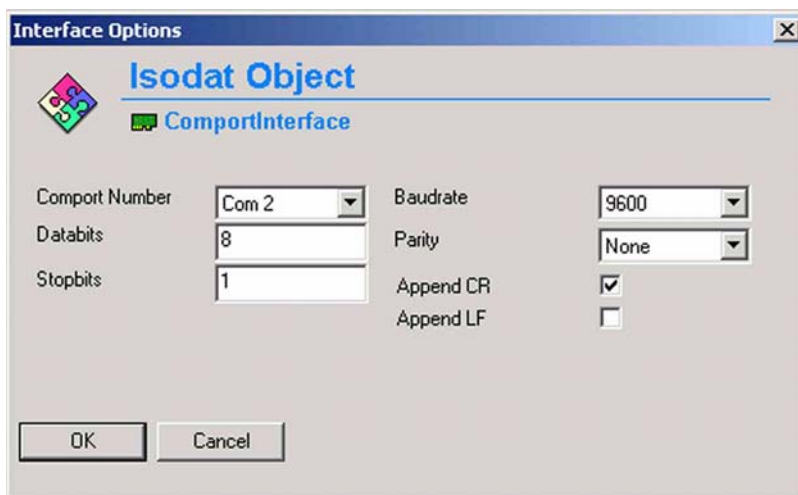 Interface Options
Isodat Object
ComportInterface
Comport Number Com 2 Baudrate 9600
Databits 8 Parity None
Stopbits 1 Append CR
Append LF
OK Cancel